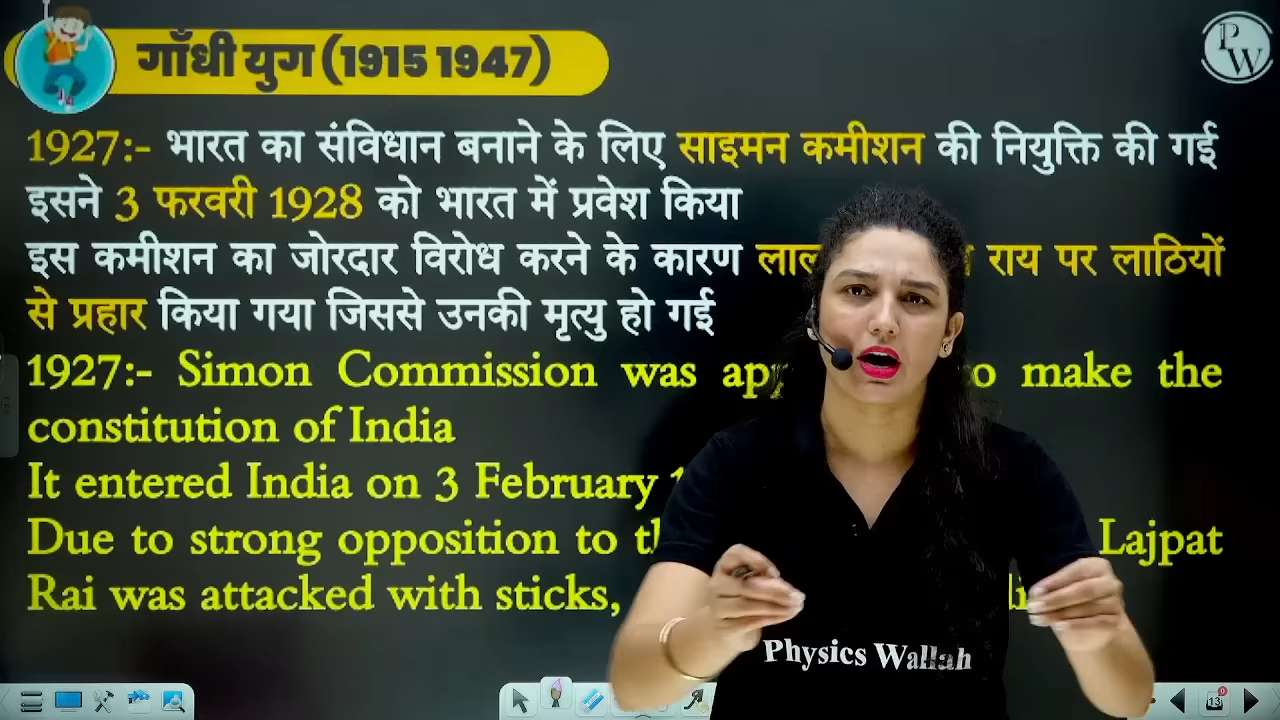 गाँधी युग (1915 1947)
PW
1927:- भारत का संविधान बनाने के लिए साइमन कमीशन की नियुक्ति की गई
इसने 3 फरवरी 1928 को भारत में प्रवेश किया
इस कमीशन का जोरदार विरोध करने के कारण राय पर लाठियों
से प्रहार किया गया जिससे उनकी मृत्यु हो गई
1927:- Simon Commission was make the
constitution of India
It entered India on 3 February
Due to strong opposition to Lajpat
Rai was attacked with sticks,
Physics Wallah
13